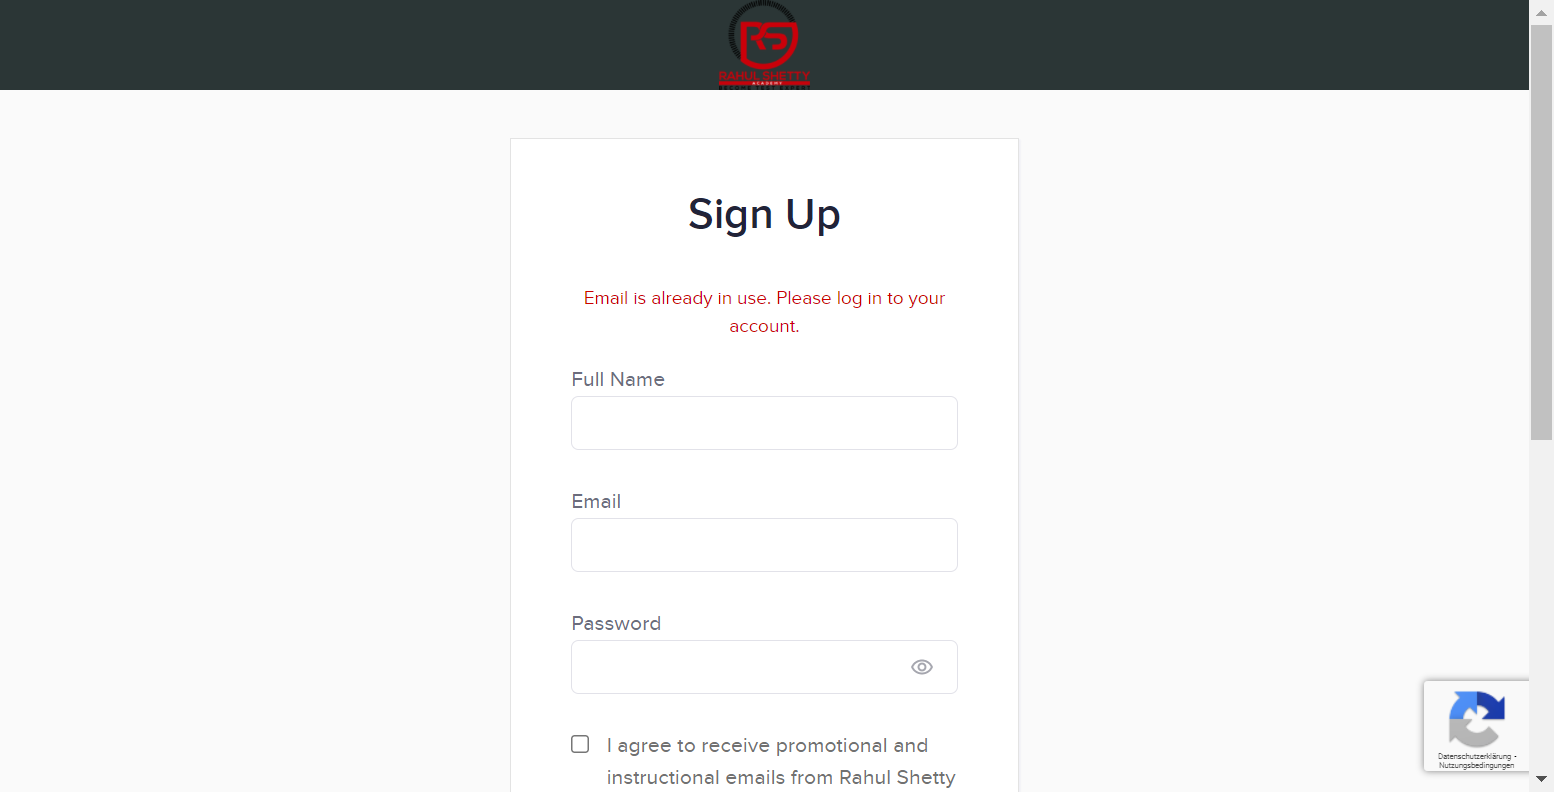 RS
RAHUL SHETTY
ACADEMY
Sign Up
Email is already in use. Please log in to your
account.
Full Name
Email
Password
I agree to receive promotional and
instructional emails from Rahul Shetty
Datenschutzerklärung -
Nutzungsbedingungen